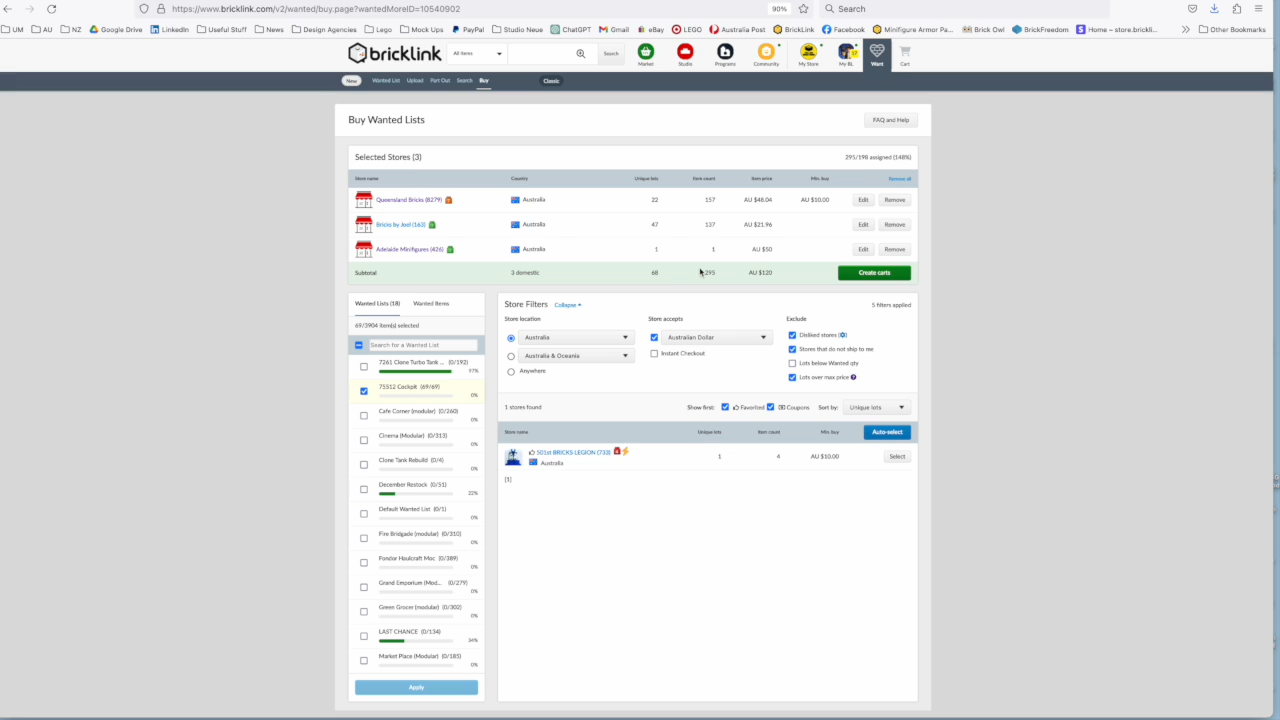 https://www.bricklink.com/v2/wanted/buy.page?wantedMoreID=10540902
90%
Search
UM
AU
NZ
Google Drive
LinkedIn
Useful Stuff
News
Design Agencies
Lego
Mock Ups
PayPal
Studio Neue
ChatGPT
Gmail
eBay
LEGO
Australia Post
BrickLink
Facebook
Minifigure Armor Pa...
Brick Owl
BrickFreedom
Home – store.brickli...
Other Bookmarks
bricklink
All Items
Search
Market
Studio
Programs
Community
My Store
My BL
Want
Cart
New
Wanted List
Upload
Part Out
Search
Buy
Classic
Buy Wanted Lists
FAQ and Help
Selected Stores (3)
295/198 assigned (148%)
Store name Country Unique lots Item count Item price Min. buy Remove all
Queensland Bricks (8279) Australia 22 157 AU $48.04 AU $10.00 Edit Remove
Bricks by Joel (163) Australia 47 137 AU $21.96 Edit Remove
Adelaide Minifigures (426) Australia 1 1 AU $50 Edit Remove
Subtotal 3 domestic 68 295 AU $120 Create carts
Wanted Lists (18)
Wanted Items
69/3904 item(s) selected
Search for a Wanted List
7261 Clone Turbo Tank ... (0/192)
97%
75512 Cockpit (69/69)
0%
Cafe Corner (modular) (0/260)
0%
Cinema (Modular) (0/313)
0%
Clone Tank Rebuild (0/4)
0%
December Restock (0/51)
22%
Default Wanted List (0/1)
0%
Fire Bridgade (modular) (0/310)
0%
Fondor Haulcraft Moc (0/389)
0%
Grand Emporium (Mod... (0/279)
0%
Green Grocer (modular) (0/302)
0%
LAST CHANCE (0/134)
34%
Market Place (Modular) (0/185)
0%
Apply
Store Filters Collapse
5 filters applied
Store location
Store accepts
Exclude
Australia
Australian Dollar
Disliked stores
Australia & Oceania
Instant Checkout
Stores that do not ship to me
Anywhere
Lots below Wanted qty
Lots over max price
1 stores found
Show first: Favorited Coupons Sort by: Unique lots
Store name Unique lots Item count Min. buy Auto-select
501st BRICKS LEGION (733)
Australia
1 4 AU $10.00 Select
[1]